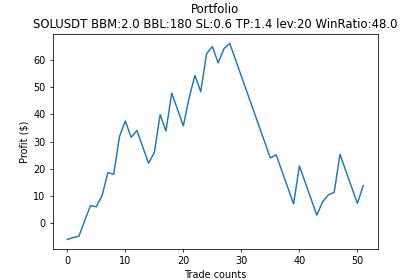 Portfolio
SOLUSDT BBM:2.0 BBL:180 SL:0.6 TP:1.4 lev:20 WinRatio:48.0
60
50
40
30
20
10
0
Profit ($)
0 10 20 30 40 50
Trade counts